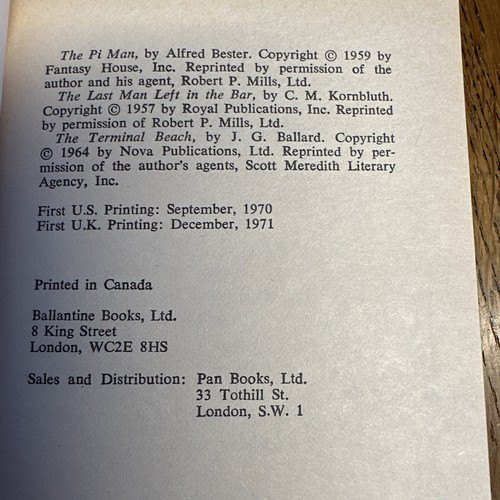 The Pi Man, by Alfred Bester. Copyright © 1959 by
Fantasy House, Inc. Reprinted by permission of the
author and his agent, Robert P. Mills, Ltd.
The Last Man Left in the Bar, by C. M. Kornbluth.
Copyright © 1957 by Royal Publications, Inc. Reprinted
by permission of Robert P. Mills, Ltd.
The Terminal Beach, by J. G. Ballard. Copyright
© 1964 by Nova Publications, Ltd. Reprinted by per-
mission of the author's agents, Scott Meredith Literary
Agency, Inc.
First U.S. Printing: September, 1970
First U.K. Printing: December, 1971
Printed in Canada
Ballantine Books, Ltd.
8 King Street
London, WC2E 8HS
Sales and Distribution: Pan Books, Ltd.
33 Tothill St.
London, S.W. 1